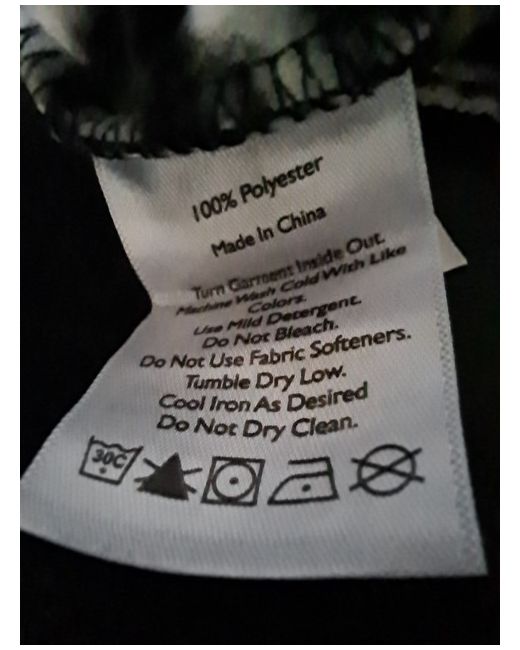 100% Polyester
Made In China
Turn Garment Inside Out.
Machine Wash Cold With Like
Colors.
Use Mild Detergent.
Do Not Bleach.
Do Not Use Fabric Softeners.
Tumble Dry Low.
Cool Iron As Desired
Do Not Dry Clean.
30C